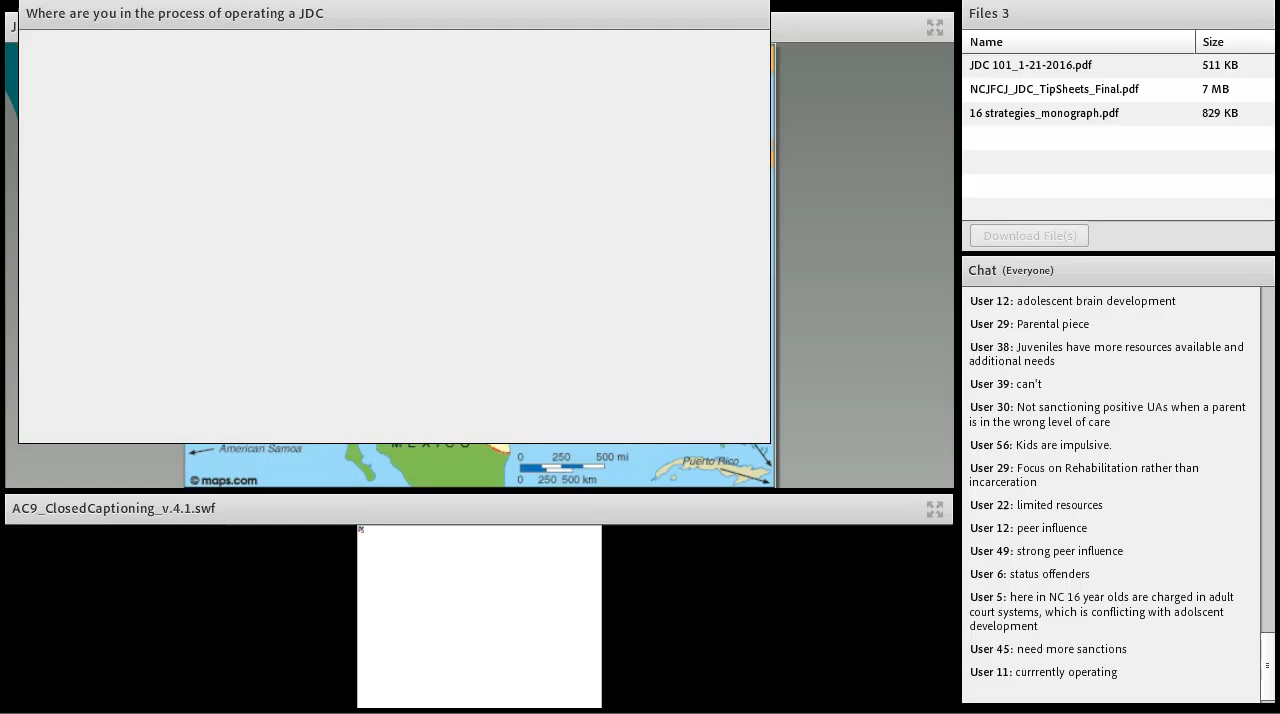 Where are you in the process of operating a JDC
J
American Samoa
MEXICO
0 250 500 mi
0 250 500 km
Puerto Rico
© maps.com
AC9_ClosedCaptioning_v.4.1.swf
Files 3
Name Size
JDC 101_1-21-2016.pdf 511 KB
NCJFCJ_JDC_TipSheets_Final.pdf 7 MB
16 strategies_monograph.pdf 829 KB
Download File(s)
Chat (Everyone)
User 12: adolescent brain development
User 29: Parental piece
User 38: Juveniles have more resources available and
additional needs
User 39: can't
User 30: Not sanctioning positive UAs when a parent
is in the wrong level of care
User 56: Kids are impulsive.
User 29: Focus on Rehabilitation rather than
incarceration
User 22: limited resources
User 12: peer influence
User 49: strong peer influence
User 6: status offenders
User 5: here in NC 16 year olds are charged in adult
court systems, which is conflicting with adolscent
development
User 45: need more sanctions
User 11: currrently operating